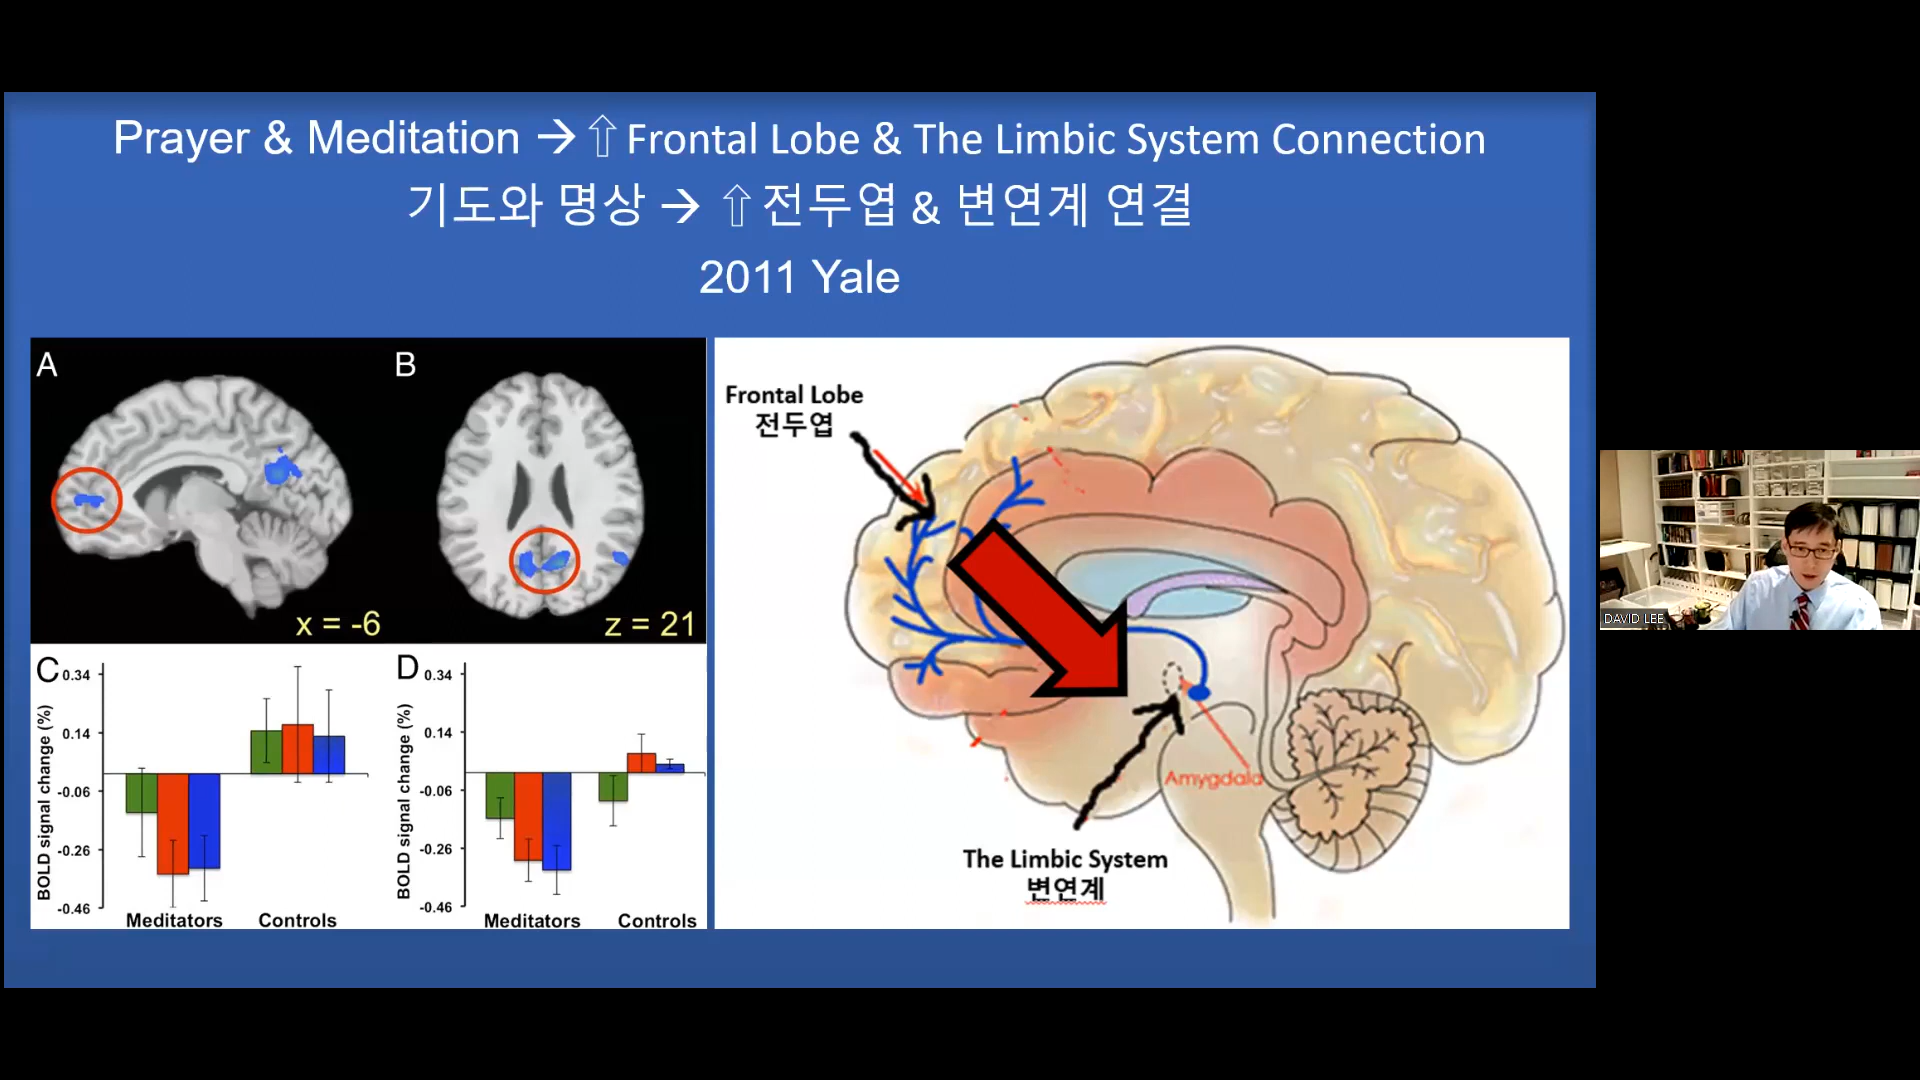 Prayer & Meditation → ⇧ Frontal Lobe & The Limbic System Connection
기도와 명상 → ⇧ 전두엽 & 변연계 연결
2011 Yale
A
B
x = -6
z = 21
C
BOLD signal change (%)
0.34
0.14
-0.06
-0.26
-0.46
Meditators
Controls
D
BOLD signal change (%)
0.34
0.14
-0.06
-0.26
-0.46
Meditators
Controls
Frontal Lobe
전두엽
Amygdala
The Limbic System
변연계
DAVID LEE